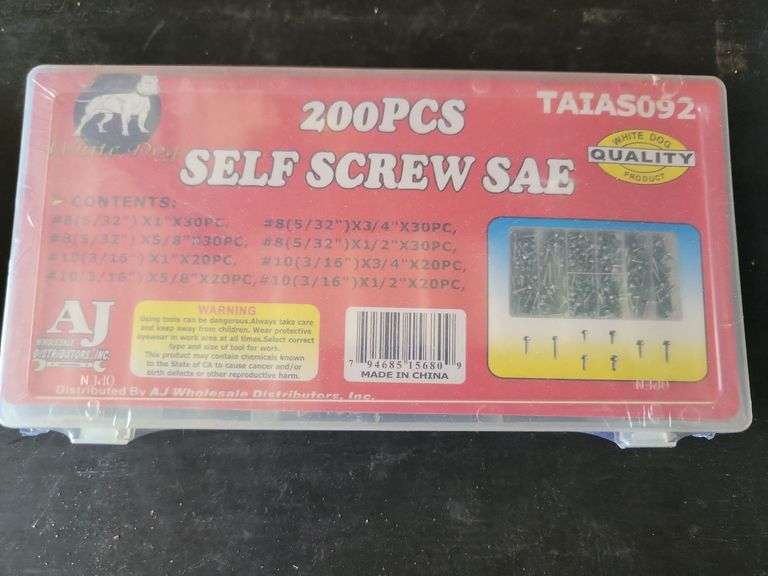 200PCS
SELF SCREW SAE
TAIAS092
WHITE DOG
QUALITY
PRODUCT
White Dog
CONTENTS:
#8(5/32")X1"X30PC, #8(5/32")X3/4"X30PC,
#8(5/32")X5/8"X30PC, #8(5/32")X1/2"X30PC,
#10(3/16")X1"X20PC, #10(3/16")X3/4"X20PC,
#10(3/16")X5/8"X20PC, #10(3/16")X1/2"X20PC,
AJ
WHOLESALE
DISTRIBUTORS, INC.
WARNING
Using tools can be dangerous.Always take care
and keep away from children. Wear protective
eyewear in work area at all times.Select correct
type and size of tool for work.
This product may contain chemicals known
to the State of CA to cause cancer and/or
birth defects or other reproductive harm.
7 94685 15680 9
MADE IN CHINA
Distributed By AJ Wholesale Distributors, Inc.